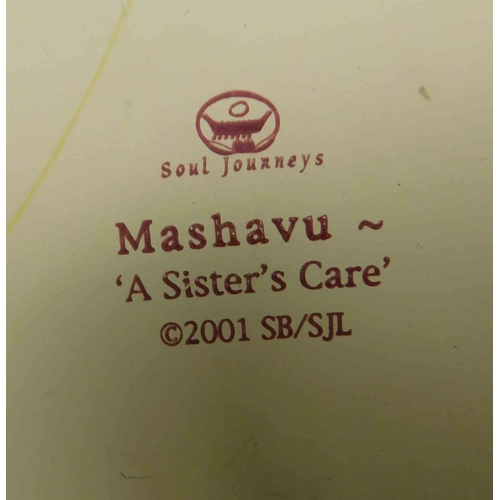 Soul Journeys
Mashavu ~
‘A Sister’s Care’
©2001 SB/SJL